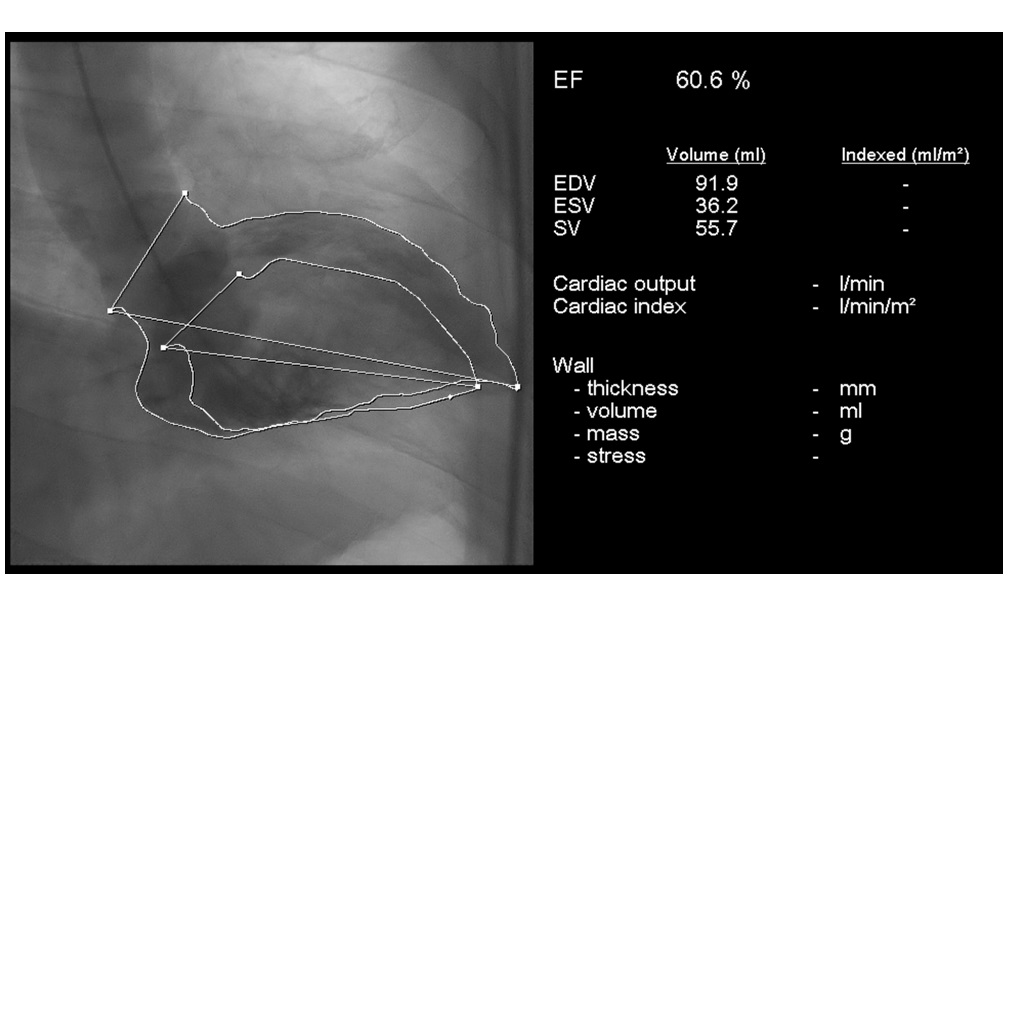 EF 60.6 %
Volume (ml) Indexed (ml/m²)
EDV 91.9 -
ESV 36.2 -
SV 55.7 -
Cardiac output - l/min
Cardiac index - l/min/m²
Wall
- thickness - mm
- volume - ml
- mass - g
- stress -